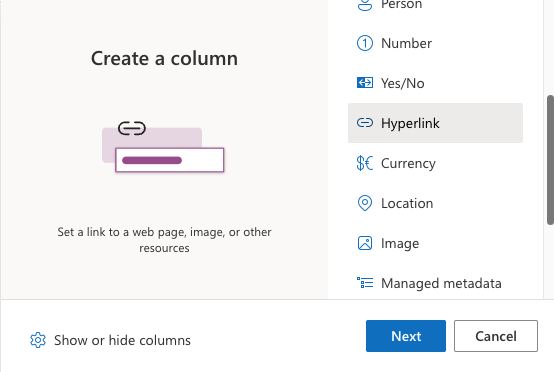 Create a column
Set a link to a web page, image, or other
resources
Person
Number
Yes/No
Hyperlink
Currency
Location
Image
Managed metadata
Show or hide columns
Next
Cancel